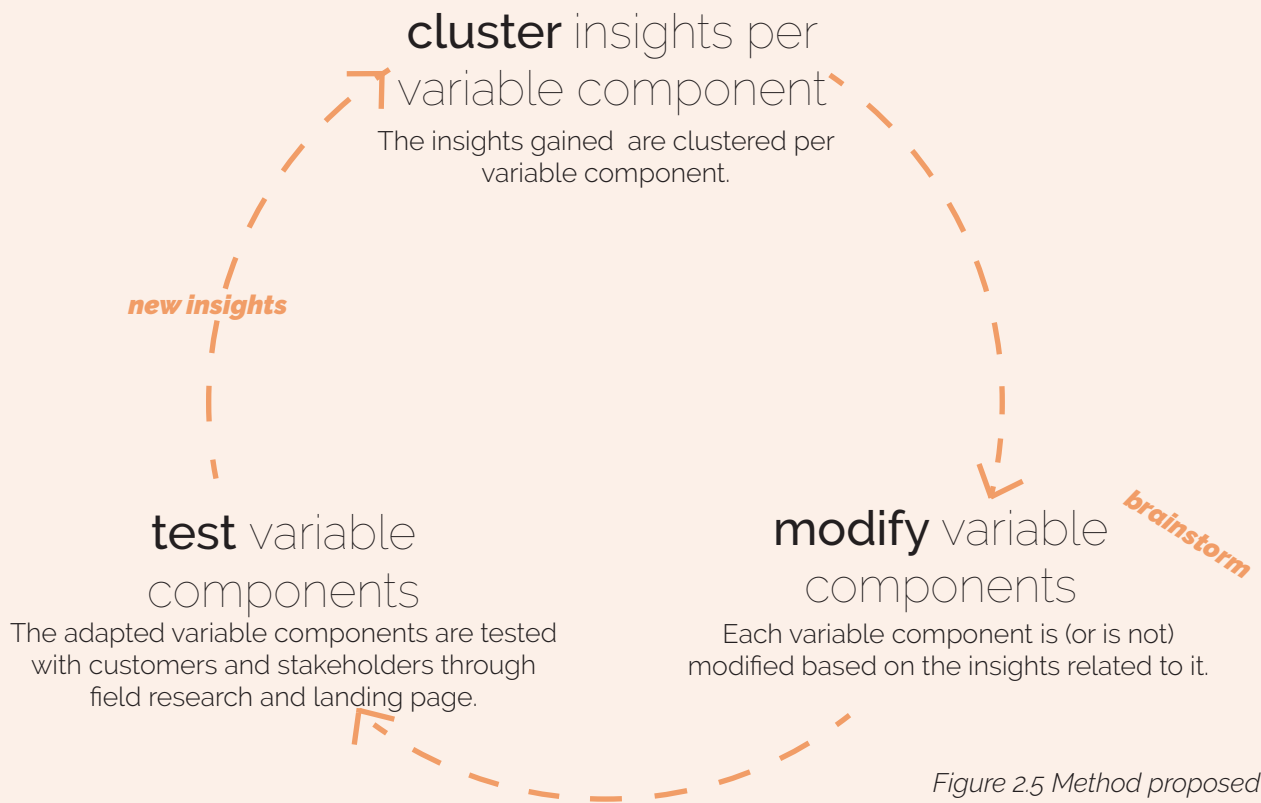 cluster insights per
variable component
The insights gained are clustered per
variable component.
new insights
test variable
components
The adapted variable components are tested
with customers and stakeholders through
field research and landing page.
modify variable
components
Each variable component is (or is not)
modified based on the insights related to it.
brainstorm
Figure 2.5 Method proposed